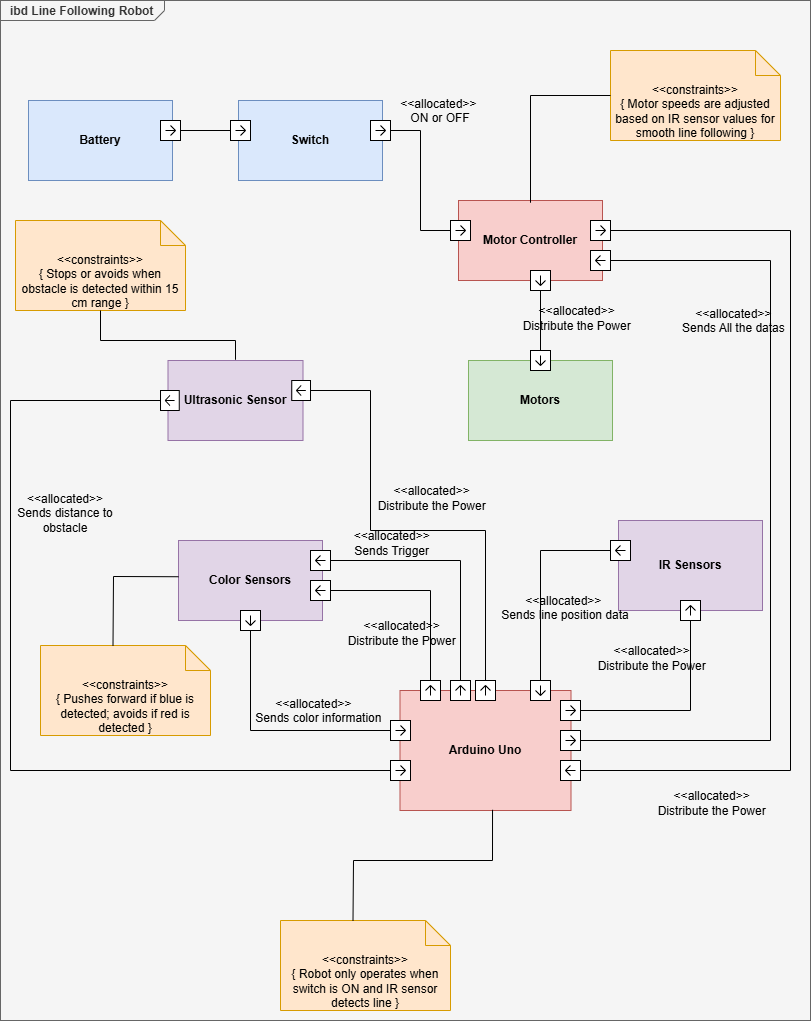 ibd Line Following Robot
<<constraints>>
{ Motor speeds are adjusted
based on IR sensor values for
smooth line following }
<<allocated>>
ON or OFF
Battery
Switch
Motor Controller
<<constraints>>
{ Stops or avoids when
obstacle is detected within 15
cm range }
<<allocated>>
Distribute the Power
<<allocated>>
Sends All the datas
Ultrasonic Sensor
Motors
<<allocated>>
Sends distance to
obstacle
<<allocated>>
Distribute the Power
<<allocated>>
Sends Trigger
Color Sensors
IR Sensors
<<allocated>>
Sends line position data
<<allocated>>
Distribute the Power
<<allocated>>
Distribute the Power
<<constraints>>
{ Pushes forward if blue is
detected; avoids if red is
detected }
<<allocated>>
Sends color information
Arduino Uno
<<allocated>>
Distribute the Power
<<constraints>>
{ Robot only operates when
switch is ON and IR sensor
detects line }